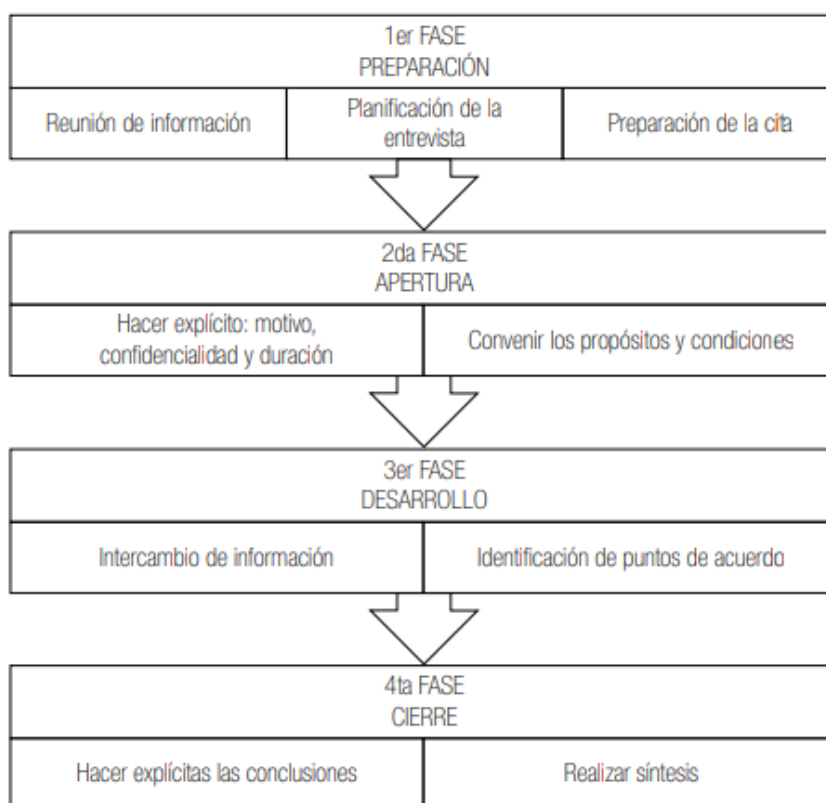 1er FASE
PREPARACIÓN
Reunión de información
Planificación de la
entrevista
Preparación de la cita
2da FASE
APERTURA
Hacer explícito: motivo,
confidencialidad y duración
Convenir los propósitos y condiciones
3er FASE
DESARROLLO
Intercambio de información
Identificación de puntos de acuerdo
4ta FASE
CIERRE
Hacer explícitas las conclusiones
Realizar síntesis